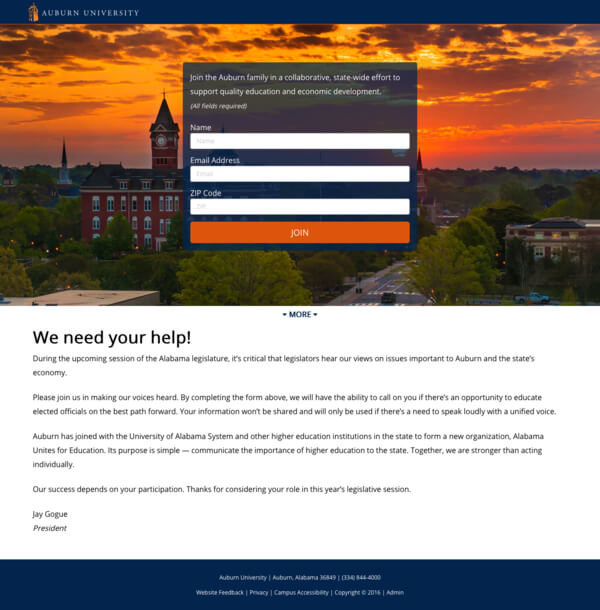 AUBURN UNIVERSITY
Join the Auburn family in a collaborative, state-wide effort to
support quality education and economic development.
(All fields required)
Name
Name
Email Address
Email
ZIP Code
ZIP
JOIN
MORE
We need your help!
During the upcoming session of the Alabama legislature, it's critical that legislators hear our views on issues important to Auburn and the state's
economy.
Please join us in making our voices heard. By completing the form above, we will have the ability to call on you if there's an opportunity to educate
elected officials on the best path forward. Your information won't be shared and will only be used if there's a need to speak loudly with a unified voice.
Auburn has joined with the University of Alabama System and other higher education institutions in the state to form a new organization, Alabama
Unites for Education. Its purpose is simple — communicate the importance of higher education to the state. Together, we are stronger than acting
individually.
Our success depends on your participation. Thanks for considering your role in this year's legislative session.
Jay Gogue
President
Auburn University | Auburn, Alabama 36849 | (334) 844-4000
Website Feedback | Privacy | Campus Accessibility | Copyright © 2016 | Admin